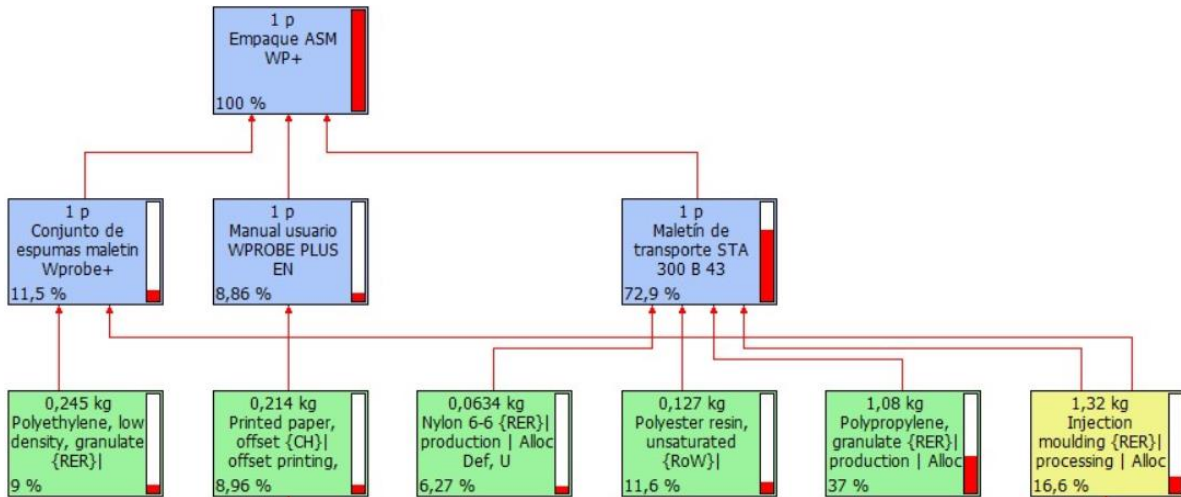 1 p
Empaque ASM
WP+
100 %
1 p
Conjunto de
espumas maletin
Wprobe+
11,5 %
1 p
Manual usuario
WPROBE PLUS
EN
8,86 %
1 p
Maletín de
transporte STA
300 B 43
72,9 %
0,245 kg
Polyethylene, low
density, granulate
{RER}|
9 %
0,214 kg
Printed paper,
offset {CH}|
offset printing,
8,96 %
0,0634 kg
Nylon 6-6 {RER}|
production | Alloc
Def, U
6,27 %
0,127 kg
Polyester resin,
unsaturated
{RoW}|
11,6 %
1,08 kg
Polypropylene,
granulate {RER}|
production | Alloc
37 %
1,32 kg
Injection
moulding {RER}|
processing | Alloc
16,6 %